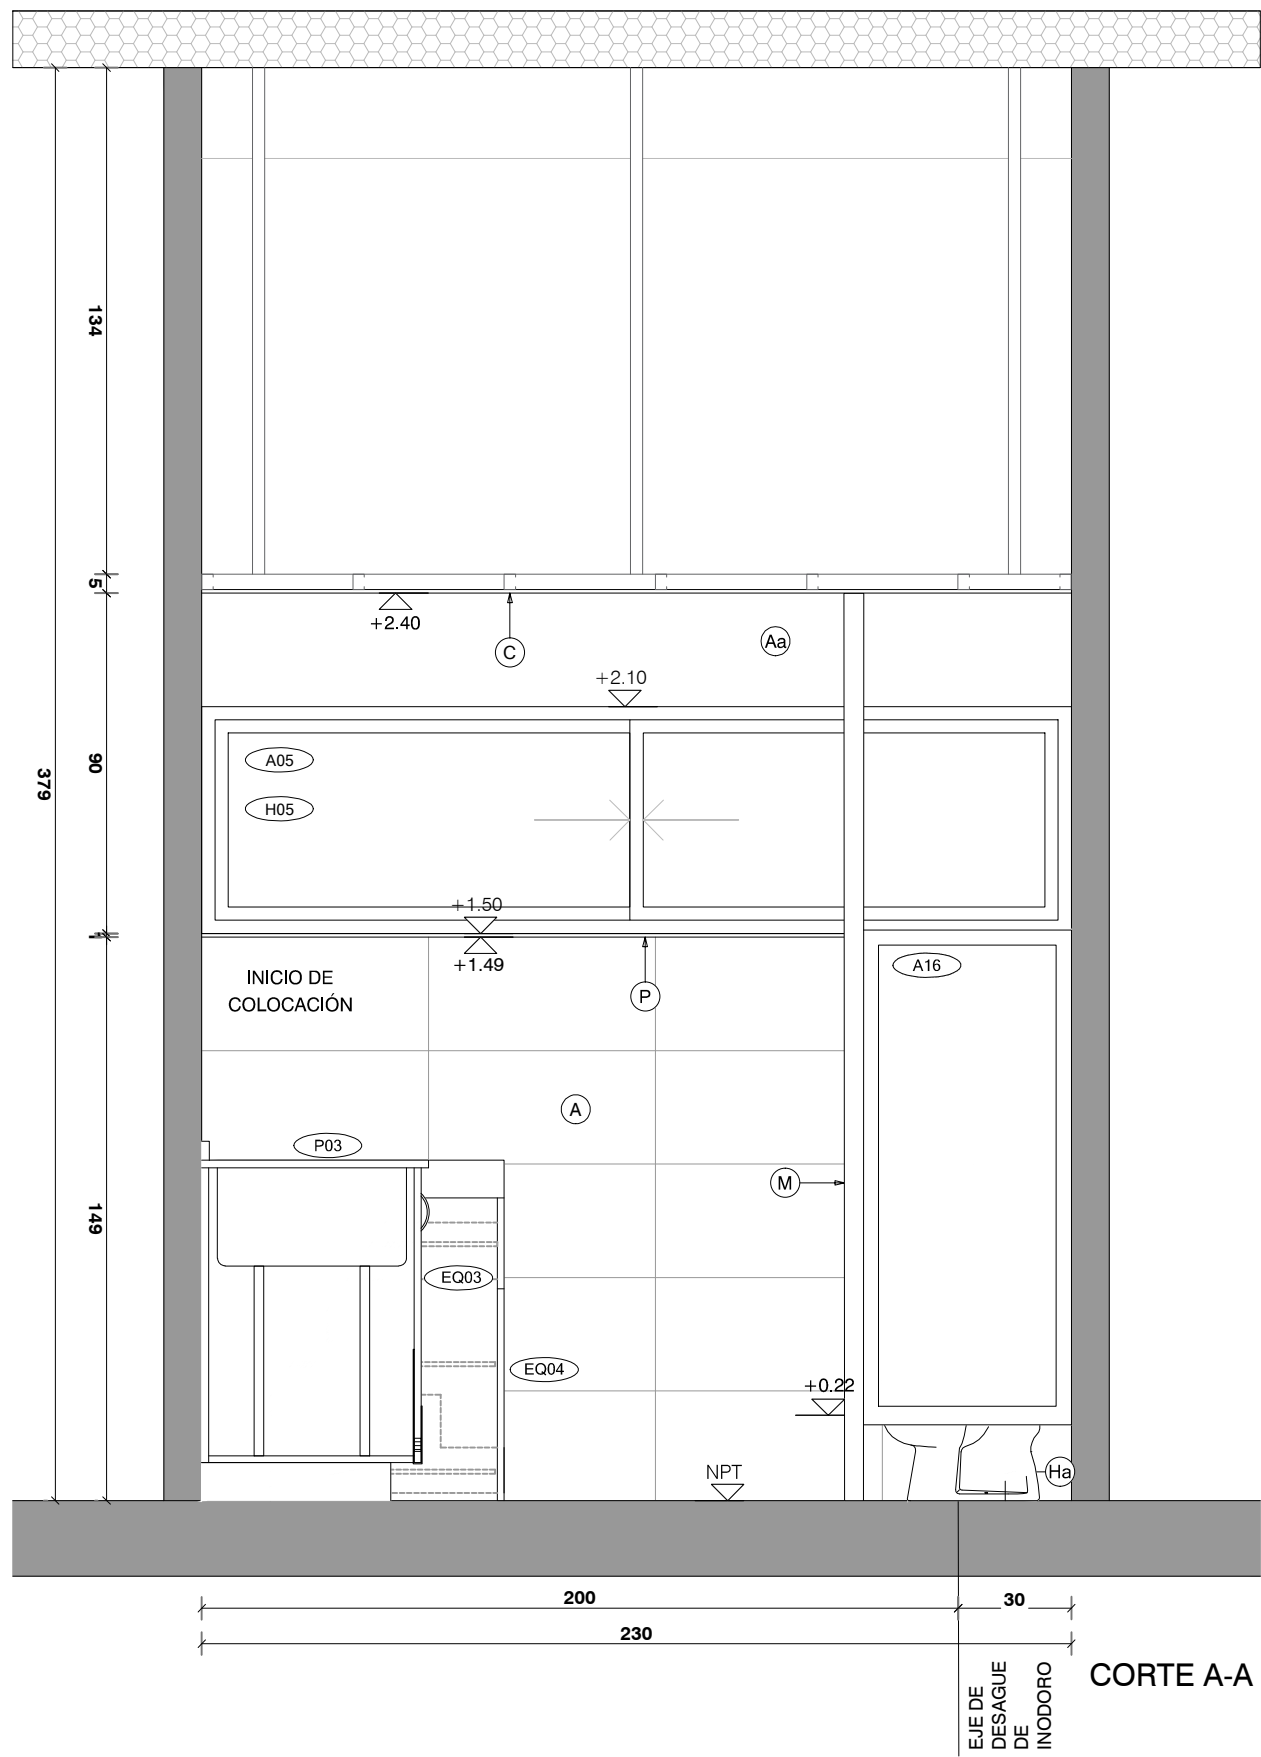 134
5
+2.40
C
Aa
+2.10
A05
H05
90
379
+1.50
+1.49
INICIO DE
COLOCACIÓN
P
A16
A
P03
M
149
EQ03
EQ04
+0.22
NPT
Ha
200
30
230
EJE DE
DESAGUE
DE
INODORO
CORTE A-A